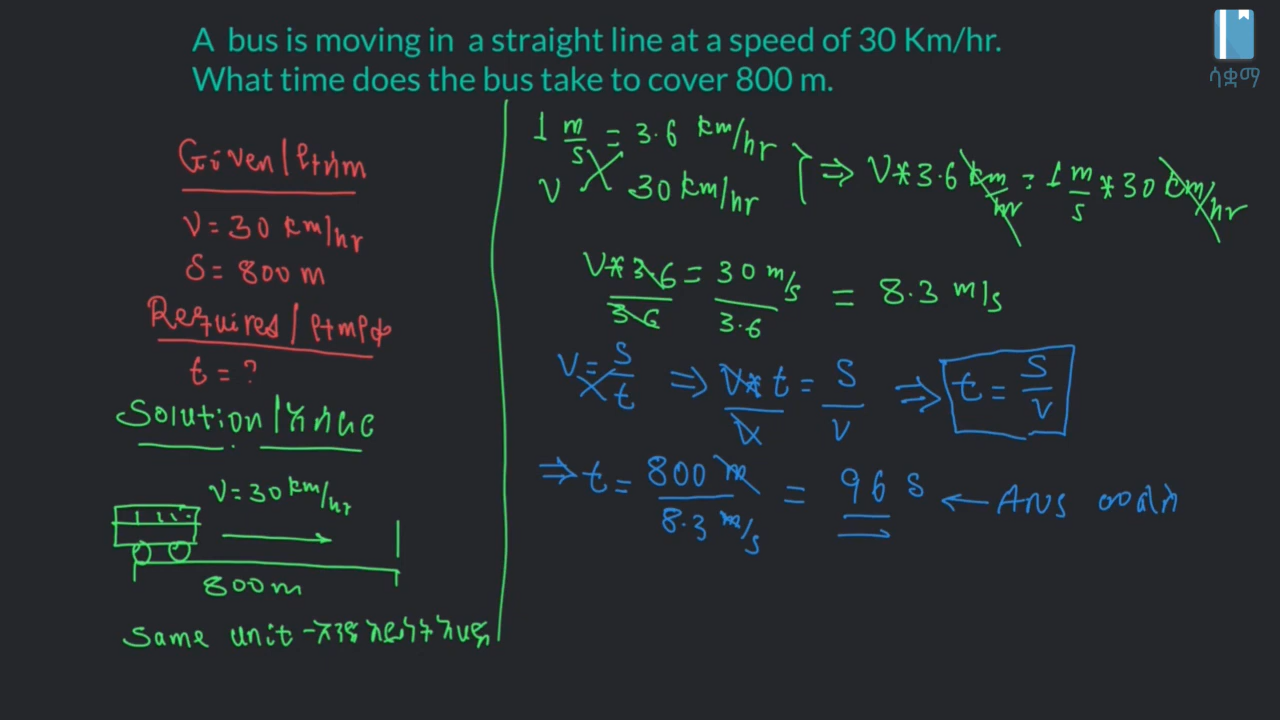 A bus is moving in a straight line at a speed of 30 Km/hr.
What time does the bus take to cover 800 m.
ሳቋማ
Given / የተሰጠ
V = 30 km/hr
S = 800 m
Required / የተጠየቀ
t = ?
Solution /
V = 30 km/hr
800 m
Same unit -
1 m/s = 3.6 km/hr
V 30 km/hr
⇒ V * 3.6 km/hr = 1 m/s * 30 km/hr
V * 3.6 / 3.6 = 30 m/s / 3.6 = 8.3 m/s
V = S/t ⇒ V * t / V = S / V ⇒ t = S/V
⇒ t = 800 m / 8.3 m/s = 96 s ← Ans መልስ